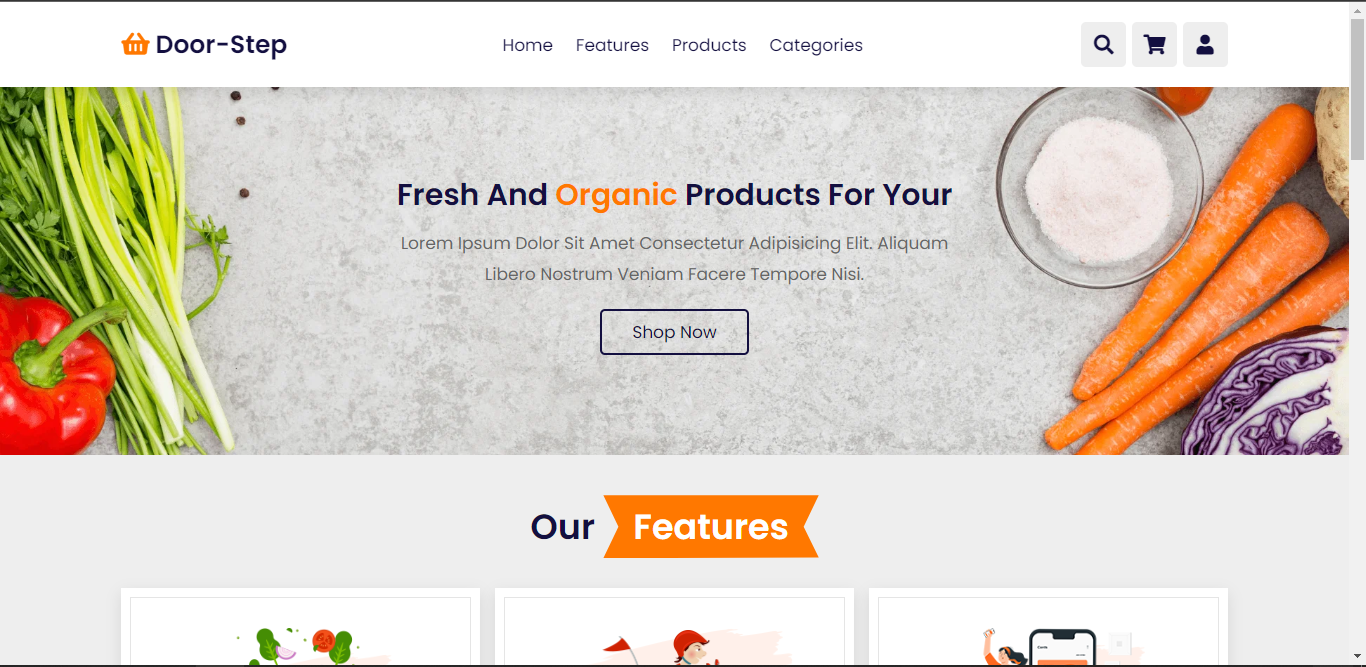 Door-Step
Home Features Products Categories
Fresh And Organic Products For Your
Lorem Ipsum Dolor Sit Amet Consectetur Adipisicing Elit. Aliquam
Libero Nostrum Veniam Facere Tempore Nisi.
Shop Now
Our Features